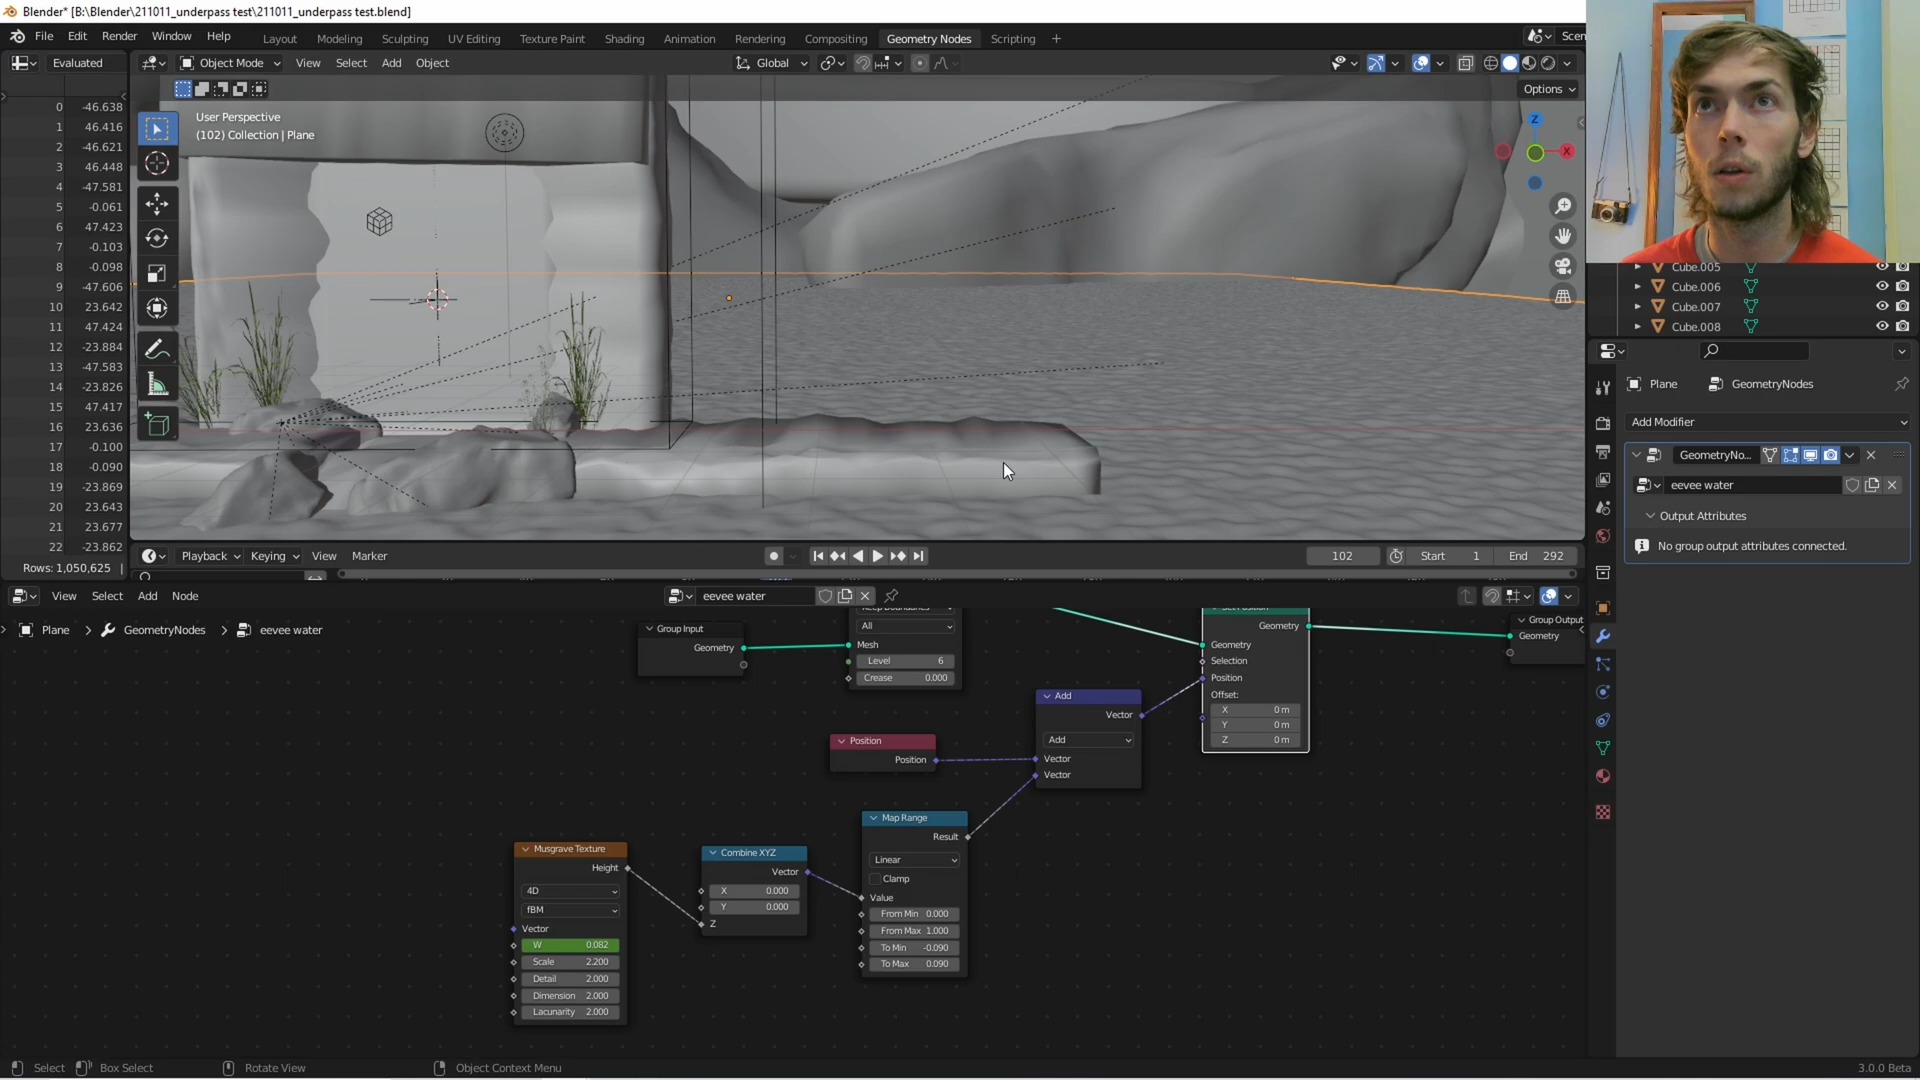 Blender* [B:\Blender\211011_underpass test\211011_underpass test.blend]
File Edit Render Window Help
Layout Modeling Sculpting UV Editing Texture Paint Shading Animation Rendering Compositing Geometry Nodes Scripting +
Scen
Evaluated
Object Mode View Select Add Object
Global
Options
User Perspective
(102) Collection | Plane
Z
X
0 -46.638
1 46.416
2 -46.621
3 46.448
4 -47.581
5 -0.061
6 47.423
7 -0.103
8 -0.098
9 -47.606
10 23.642
11 47.424
12 -23.884
13 -47.583
14 -23.826
15 47.417
16 23.636
17 -0.100
18 -0.090
19 -23.869
20 23.643
21 23.677
22 -23.862
Rows: 1,050,625
Cube.005
Cube.006
Cube.007
Cube.008
Plane GeometryNodes
Add Modifier
GeometryNo...
eevee water
Output Attributes
No group output attributes connected.
Playback Keying View Marker
102 Start 1 End 292
View Select Add Node
eevee water
Plane GeometryNodes eevee water
Group Input
Geometry
All
Mesh
Level 6
Crease 0.000
Geometry
Geometry
Selection
Position
Offset:
X 0 m
Y 0 m
Z 0 m
Group Output
Geometry
Add
Vector
Add
Vector
Vector
Position
Position
Map Range
Result
Linear
Clamp
Value
From Min 0.000
From Max 1.000
To Min -0.090
To Max 0.090
Combine XYZ
Vector
X 0.000
Y 0.000
Z
Musgrave Texture
Height
4D
fBM
Vector
W 0.082
Scale 2.200
Detail 2.000
Dimension 2.000
Lacunarity 2.000
Select Box Select Rotate View Object Context Menu
3.0.0 Beta